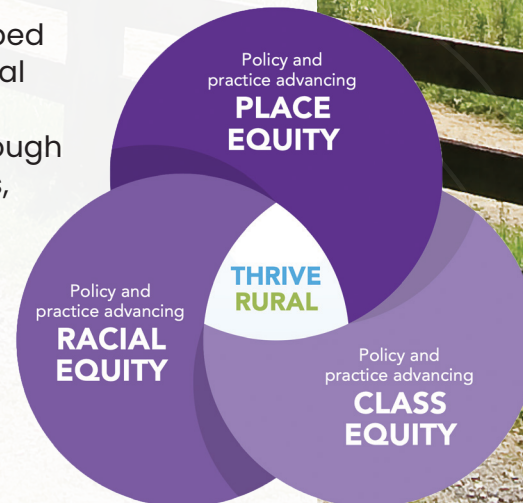 Policy and
practice advancing
PLACE
EQUITY
THRIVE
RURAL
Policy and
practice advancing
RACIAL
EQUITY
Policy and
practice advancing
CLASS
EQUITY